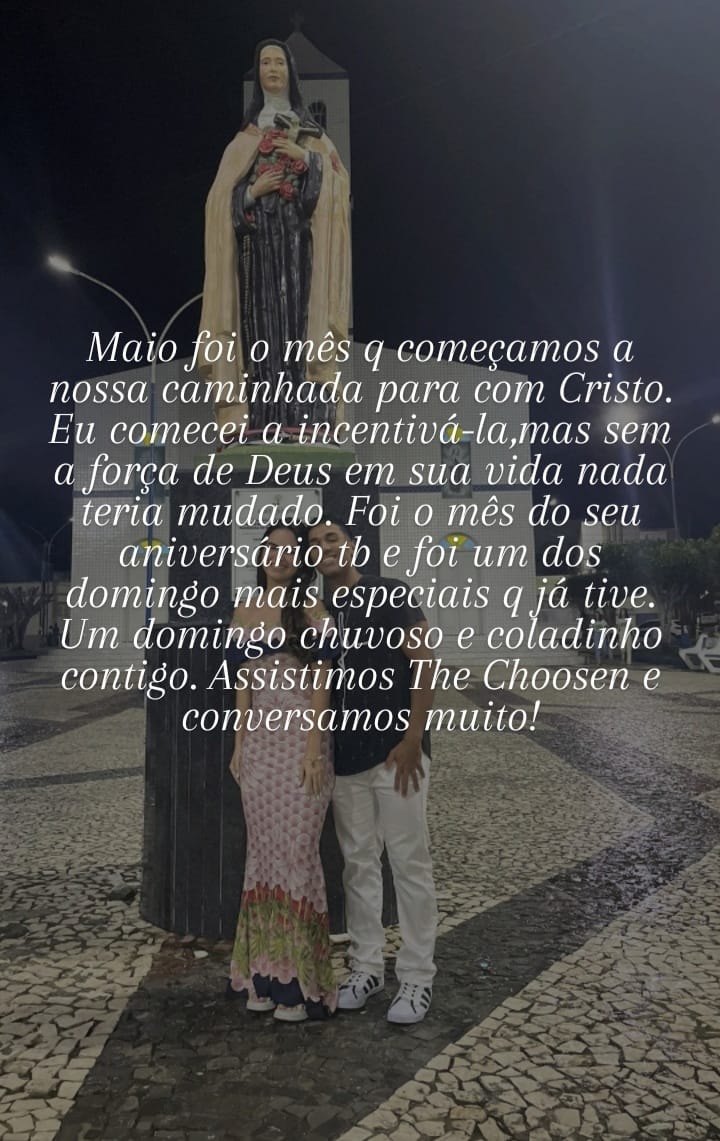 Maio foi o mês q começamos a
nossa caminhada para com Cristo.
Eu comecei a incentivá-la,mas sem
a força de Deus em sua vida nada
teria mudado. Foi o mês do seu
aniversário tb e foi um dos
domingo mais especiais q já tive.
Um domingo chuvoso e coladinho
contigo. Assistimos The Choosen e
conversamos muito!